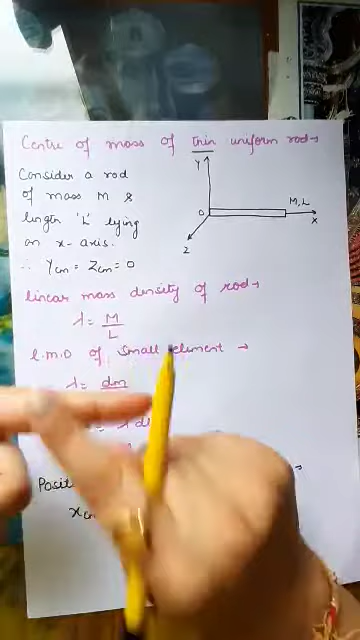 Centre of mass of thin uniform rod→
Consider a rod
of mass M &
length 'L' lying
on x-axis.
∴ Ycm = Zcm = 0
Y
O
M, L
X
Z
linear mass density of rod→
λ = M
L
l.M.D of small element →
λ = dm
= λ dl
xcm